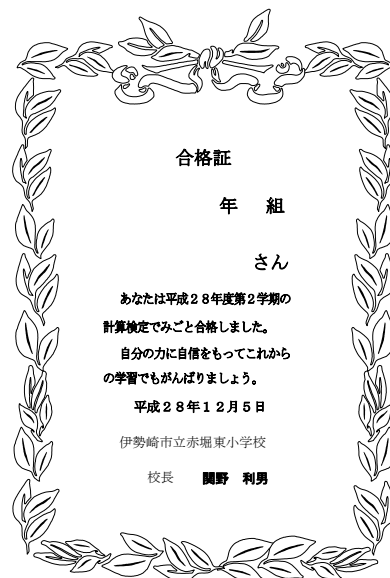 合格証
年　組
さん
あなたは平成２８年度第２学期の
計算検定でみごと合格しました。
自分の力に自信をもってこれから
の学習でもがんばりましょう。
平成２８年１２月５日
伊勢崎市立赤堀東小学校
校長　関野　利男